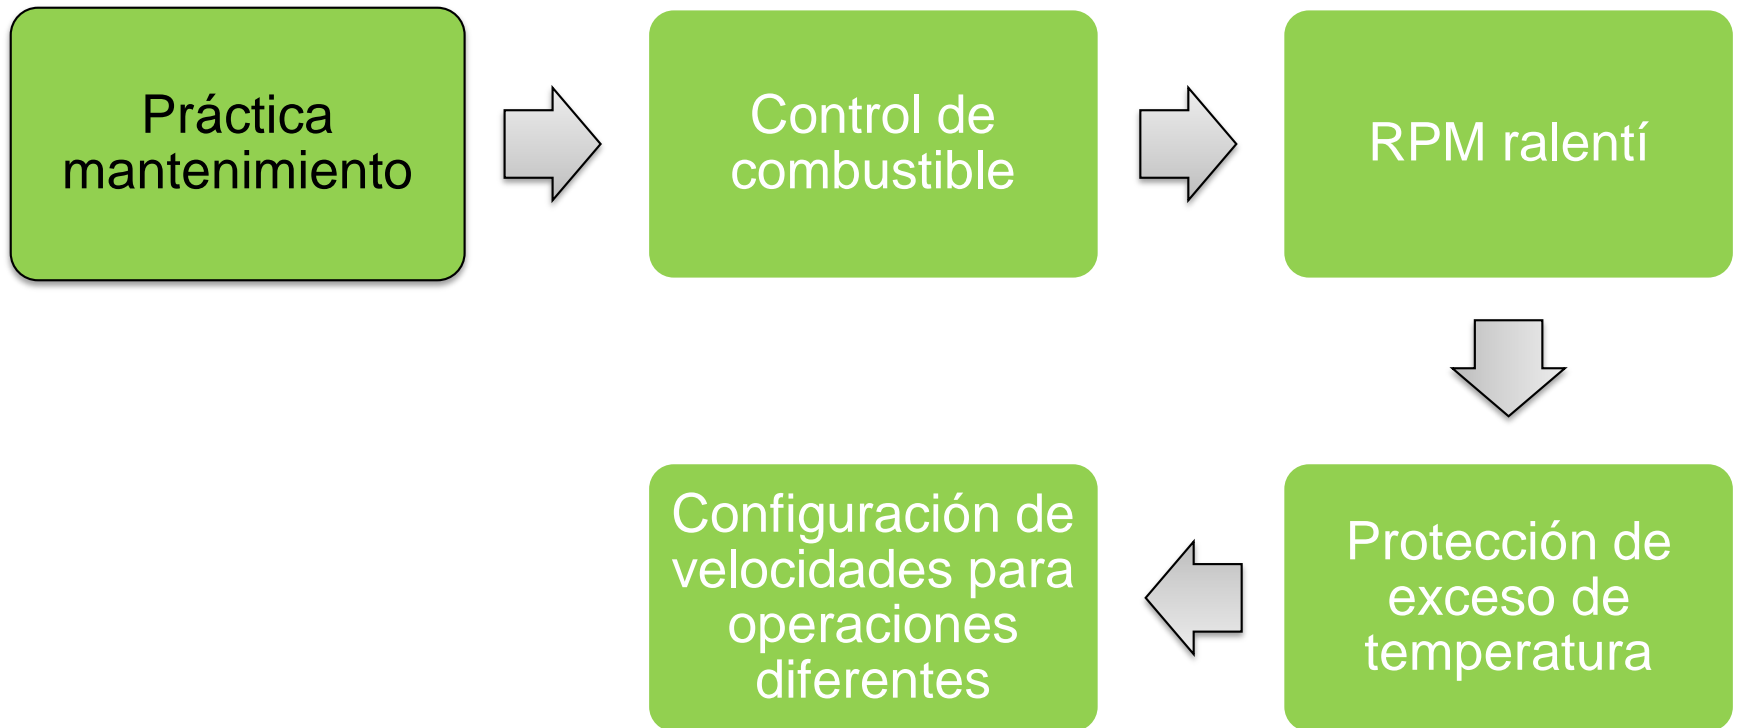 Práctica
mantenimiento
Control de
combustible
RPM ralentí
Protección de
exceso de
temperatura
Configuración de
velocidades para
operaciones
diferentes